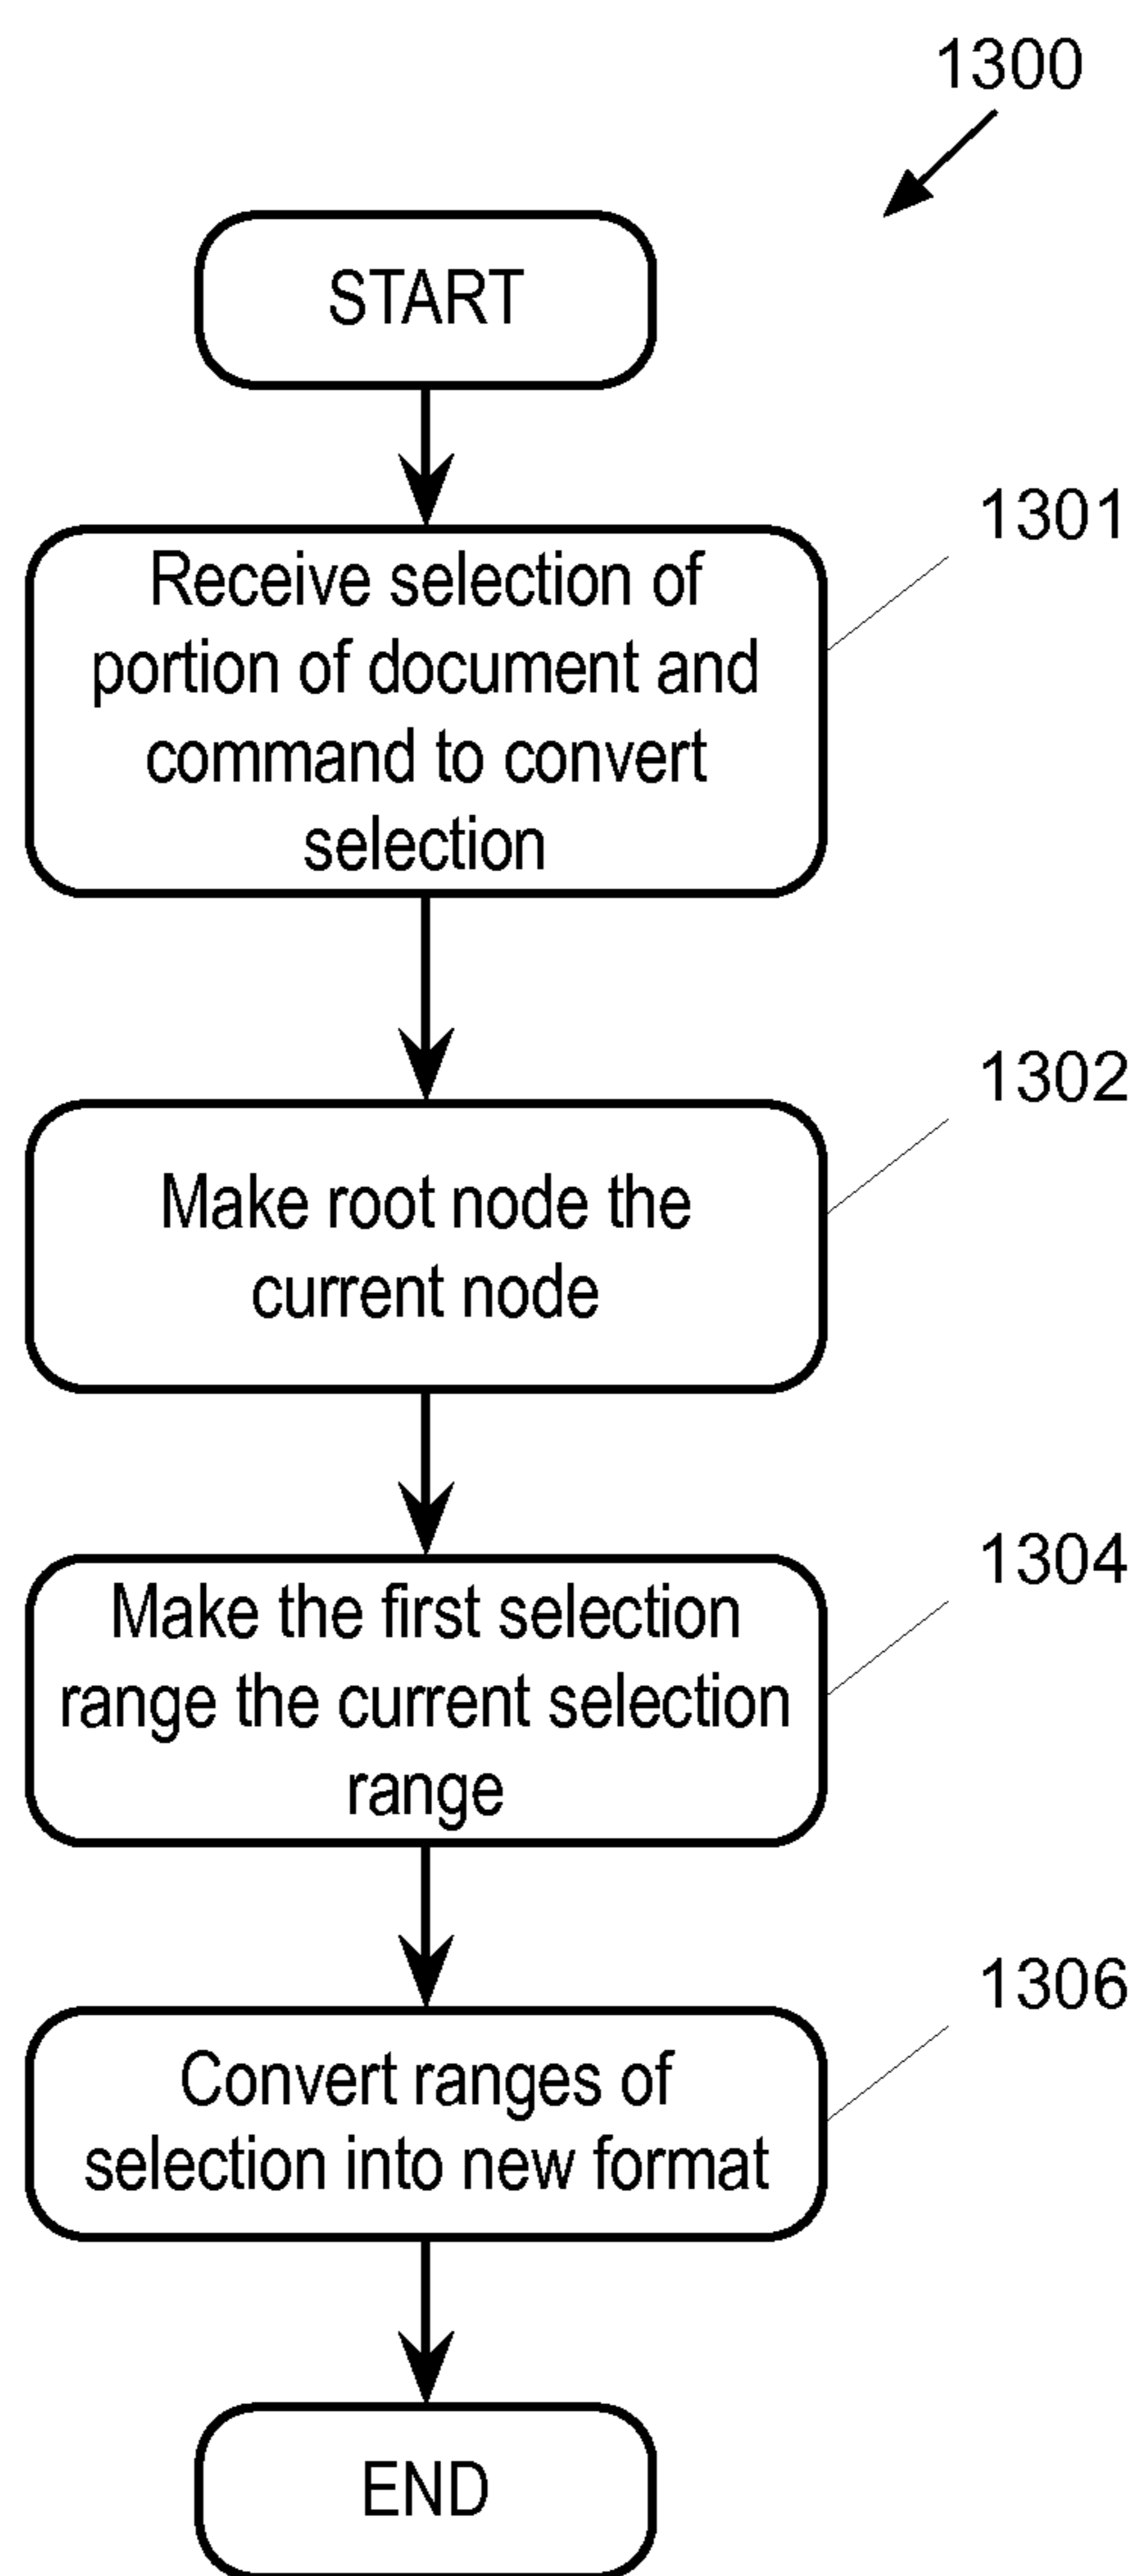 1300
START
1301
Receive selection of
portion of document and
command to convert
selection
1302
Make root node the
current node
1304
Make the first selection
range the current selection
range
1306
Convert ranges of
selection into new format
END